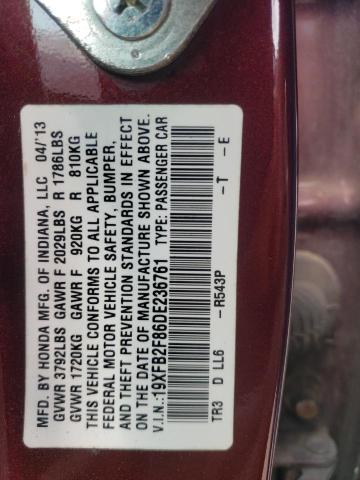 MFD. BY HONDA MFG. OF INDIANA, LLC 04/'13
GVWR 3792LBS GAWR F 2029LBS R 1786LBS
GVWR 1720KG GAWR F 920KG R 810KG
THIS VEHICLE CONFORMS TO ALL APPLICABLE
FEDERAL MOTOR VEHICLE SAFETY, BUMPER,
AND THEFT PREVENTION STANDARDS IN EFFECT
ON THE DATE OF MANUFACTURE SHOWN ABOVE.
V.I.N.:19XFB2F86DE236761 TYPE: PASSENGER CAR
TR3 D LL6 -R543P -T -E